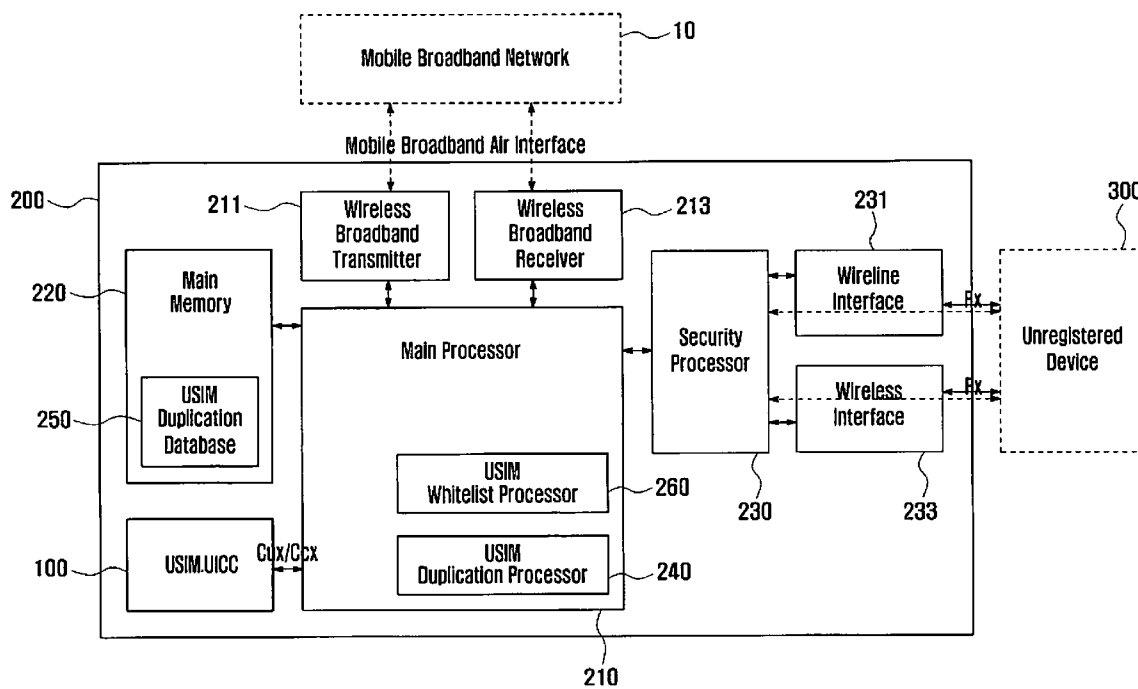 10
Mobile Broadband Network
Mobile Broadband Air Interface
200
211
Wireless
Broadband
Transmitter
Wireless
Broadband
Receiver
213
231
300
220
Main
Memory
Wireline
Interface
Rx
Main Processor
Security
Processor
Unregistered
Device
250
USIM
Duplication
Database
Wireless
Interface
Rx
USIM
Whitelist Processor
260
230
233
100
USIM.UICC
Cux/Ccx
USIM
Duplication Processor
240
210